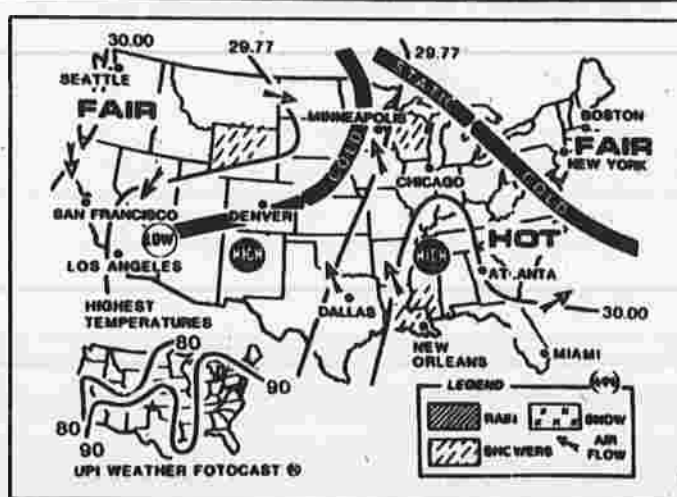 30.00
29.77
29.77
SEATTLE
FAIR
STATIC
MINNEAPOLIS
BOSTON
FAIR
NEW YORK
COLD
CHICAGO
COLD
SAN FRANCISCO
DENVER
LOW
HIGH
HIGH
HOT
LOS ANGELES
ATLANTA
HIGHEST
TEMPERATURES
DALLAS
30.00
NEW
ORLEANS
MIAMI
80
90
80
90
LEGEND
RAIN
SNOW
SHOWERS
AIR
FLOW
UPI WEATHER FOTOCAST ®